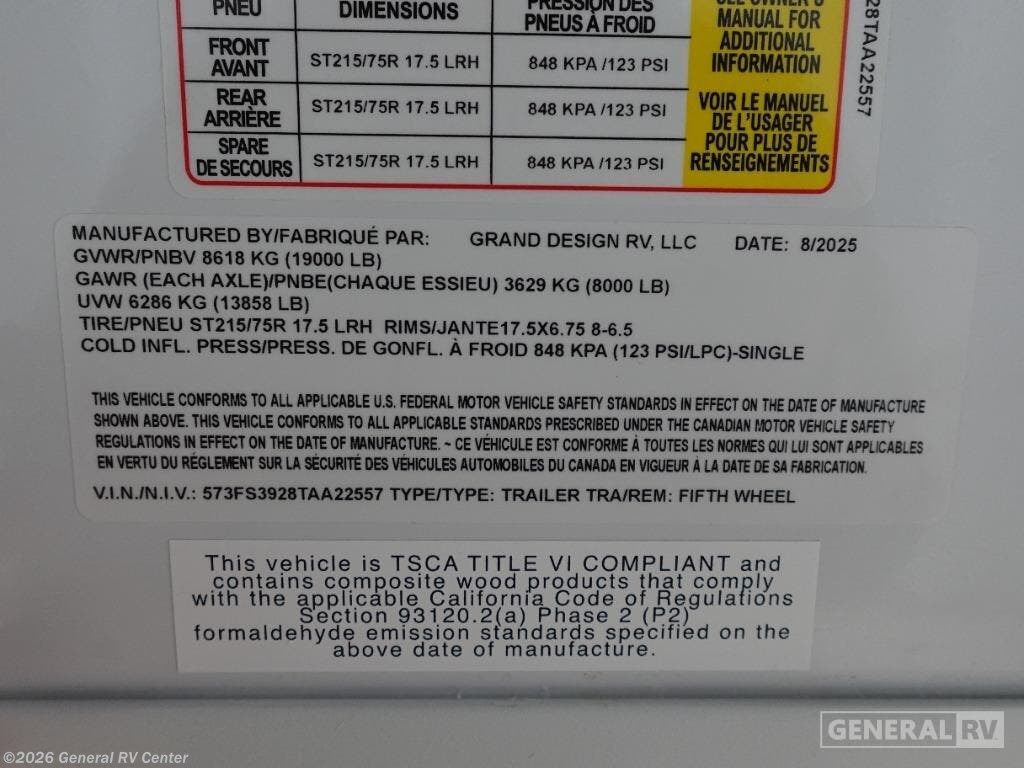 PNEU DIMENSIONS PRESSION DES
PNEUS À FROID
SEE OWNER'S
MANUAL FOR
ADDITIONAL
INFORMATION
FRONT
AVANT
ST215/75R 17.5 LRH
848 KPA /123 PSI
REAR
ARRIÈRE
ST215/75R 17.5 LRH
848 KPA /123 PSI
SPARE
DE SECOURS
ST215/75R 17.5 LRH
848 KPA /123 PSI
VOIR LE MANUEL
DE L'USAGER
POUR PLUS DE
RENSEIGNEMENTS
28TAA22557
MANUFACTURED BY/FABRIQUÉ PAR: GRAND DESIGN RV, LLC DATE: 8/2025
GVWR/PNBV 8618 KG (19000 LB)
GAWR (EACH AXLE)/PNBE(CHAQUE ESSIEU) 3629 KG (8000 LB)
UVW 6286 KG (13858 LB)
TIRE/PNEU ST215/75R 17.5 LRH RIMS/JANTE17.5X6.75 8-6.5
COLD INFL. PRESS/PRESS. DE GONFL. À FROID 848 KPA (123 PSI/LPC)-SINGLE
THIS VEHICLE CONFORMS TO ALL APPLICABLE U.S. FEDERAL MOTOR VEHICLE SAFETY STANDARDS IN EFFECT ON THE DATE OF MANUFACTURE
SHOWN ABOVE. THIS VEHICLE CONFORMS TO ALL APPLICABLE STANDARDS PRESCRIBED UNDER THE CANADIAN MOTOR VEHICLE SAFETY
REGULATIONS IN EFFECT ON THE DATE OF MANUFACTURE. ~ CE VÉHICULE EST CONFORME À TOUTES LES NORMES QUI LUI SONT APPLICABLES
EN VERTU DU RÉGLEMENT SUR LA SÉCURITÉ DES VÉHICULES AUTOMOBILES DU CANADA EN VIGUEUR À LA DATE DE SA FABRICATION.
V.I.N./N.I.V.: 573FS3928TAA22557 TYPE/TYPE: TRAILER TRA/REM: FIFTH WHEEL
This vehicle is TSCA TITLE VI COMPLIANT and
contains composite wood products that comply
with the applicable California Code of Regulations
Section 93120.2(a) Phase 2 (P2)
formaldehyde emission standards specified on the
above date of manufacture.
GENERAL RV
©2026 General RV Center